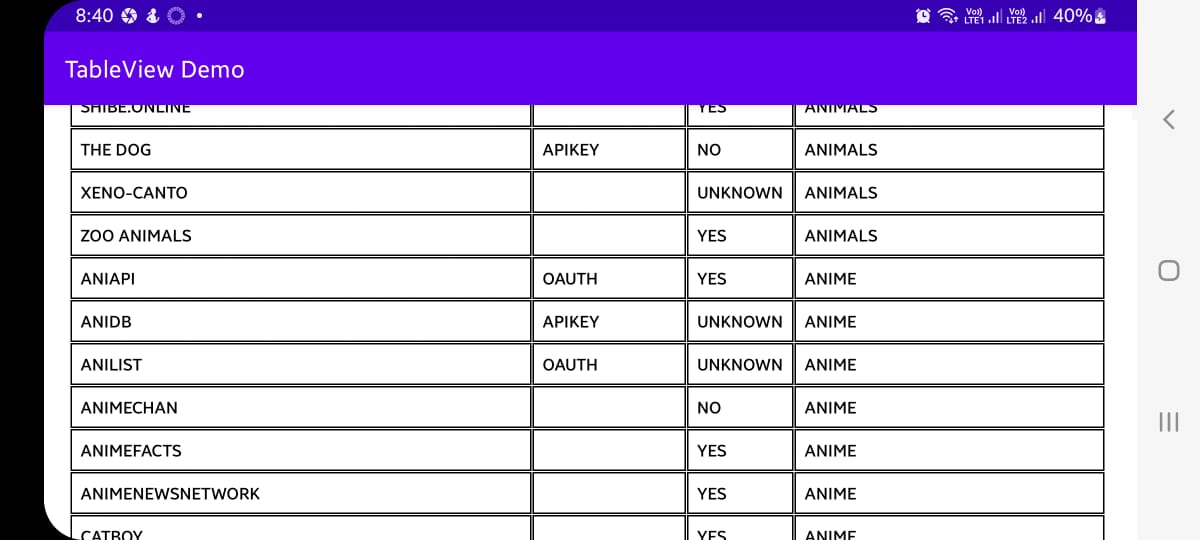 8:40 Vo)) LTE1 Vo)) LTE2 40%
TableView Demo
SHIBE.ONLINE YES ANIMALS
THE DOG APIKEY NO ANIMALS
XENO-CANTO UNKNOWN ANIMALS
ZOO ANIMALS YES ANIMALS
ANIAPI OAUTH YES ANIME
ANIDB APIKEY UNKNOWN ANIME
ANILIST OAUTH UNKNOWN ANIME
ANIMECHAN NO ANIME
ANIMEFACTS YES ANIME
ANIMENEWSNETWORK YES ANIME
CATBOY YES ANIME